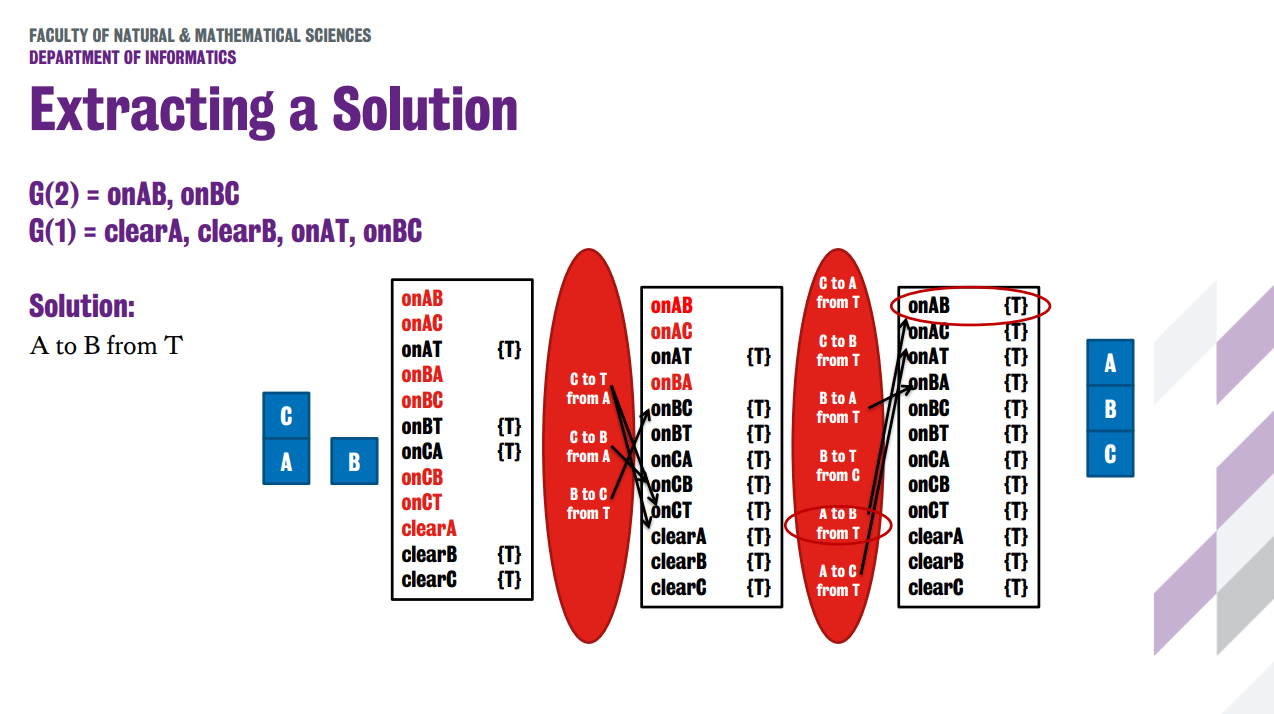 FACULTY OF NATURAL & MATHEMATICAL SCIENCES
DEPARTMENT OF INFORMATICS
Extracting a Solution
G(2) = onAB, onBC
G(1) = clearA, clearB, onAT, onBC
Solution:
A to B from T
C
A
B
onAB
onAC
onAT {T}
onBA
onBC
onBT {T}
onCA {T}
onCB
onCT
clearA
clearB {T}
clearC {T}
C to T
from A
C to B
from A
B to C
from T
onAB
onAC
onAT {T}
onBA
onBC {T}
onBT {T}
onCA {T}
onCB {T}
onCT {T}
clearA {T}
clearB {T}
clearC {T}
C to A
from T
C to B
from T
B to A
from T
B to T
from C
A to B
from T
A to C
from T
onAB {T}
onAC {T}
onAT {T}
onBA {T}
onBC {T}
onBT {T}
onCA {T}
onCB {T}
onCT {T}
clearA {T}
clearB {T}
clearC {T}
A
B
C